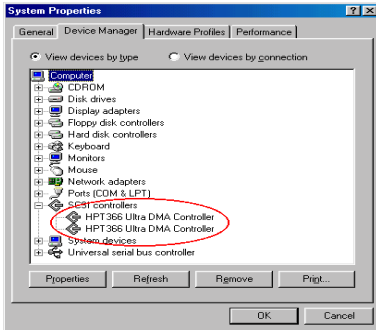 System Properties
General Device Manager Hardware Profiles Performance
View devices by type View devices by connection
Computer
CDROM
Disk drives
Display adapters
Floppy disk controllers
Hard disk controllers
Keyboard
Monitors
Mouse
Network adapters
Ports (COM & LPT)
SCSI controllers
HPT366 Ultra DMA Controller
HPT366 Ultra DMA Controller
System devices
Universal serial bus controller
Properties Refresh Remove Print...
OK Cancel